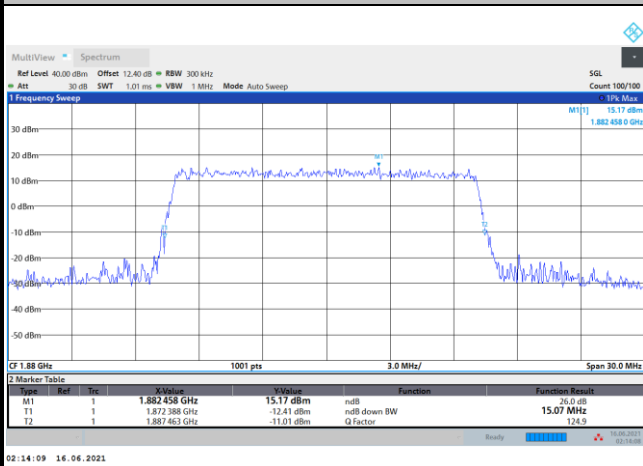 MultiView Spectrum
Ref Level 40.00 dBm Offset 12.40 dB RBW 300 kHz SGL
Att 30 dB SWT 1.01 ms VBW 1 MHz Mode Auto Sweep Count 100/100
1 Frequency Sweep 1Pk Max
M1[1] 15.17 dBm
1.882 458 0 GHz
30 dBm
20 dBm
M1
10 dBm
0 dBm
T2
-10 dBm
-20 dBm
-30 dBm
-40 dBm
-50 dBm
CF 1.88 GHz 1001 pts 3.0 MHz/ Span 30.0 MHz
2 Marker Table
Type Ref Trc X-Value Y-Value Function Function Result
M1 1 1.882 458 GHz 15.17 dBm ndB 26.0 dB
T1 1 1.872 388 GHz -12.41 dBm ndB down BW 15.07 MHz
T2 1 1.887 463 GHz -11.01 dBm Q Factor 124.9
Ready 16.06.2021
02:14:08
02:14:09 16.06.2021